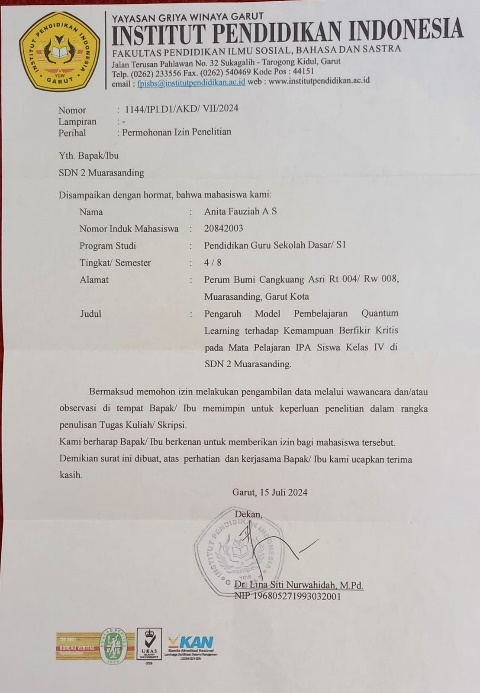 YAYASAN GRIYA WINAYA GARUT
INSTITUT PENDIDIKAN INDONESIA
FAKULTAS PENDIDIKAN ILMU SOSIAL, BAHASA DAN SASTRA
Jalan Terusan Pahlawan No. 32 Sukagalih - Tarogong Kidul, Garut
Telp. (0262) 233556 Fax. (0262) 540469 Kode Pos : 44151
email : fpisbs@institutpendidikan.ac.id web : www.institutpendidikan.ac.id
INSTITUT PENDIDIKAN INDONESIA
YGW
GARUT
Nomor : 1144/IPI.D1/AKD/ VII/2024
Lampiran : -
Perihal : Permohonan Izin Penelitian
Yth. Bapak/Ibu
SDN 2 Muarasanding
Disampaikan dengan hormat, bahwa mahasiswa kami:
Nama : Anita Fauziah A S
Nomor Induk Mahasiswa : 20842003
Program Studi : Pendidikan Guru Sekolah Dasar/ S1
Tingkat/ Semester : 4 / 8
Alamat : Perum Bumi Cangkuang Asri Rt 004/ Rw 008,
Muarasanding, Garut Kota
Judul : Pengaruh Model Pembelajaran Quantum
Learning terhadap Kemampuan Berfikir Kritis
pada Mata Pelajaran IPA Siswa Kelas IV di
SDN 2 Muarasanding.
Bermaksud memohon izin melakukan pengambilan data melalui wawancara dan/atau
observasi di tempat Bapak/ Ibu memimpin untuk keperluan penelitian dalam rangka
penulisan Tugas Kuliah/ Skripsi.
Kami berharap Bapak/ Ibu berkenan untuk memberikan izin bagi mahasiswa tersebut.
Demikian surat ini dibuat, atas perhatian dan kerjasama Bapak/ Ibu kami ucapkan terima
kasih.
Garut, 15 Juli 2024
Dekan,
INSTITUT PENDIDIKAN INDONESIA
Dr. Lina Siti Nurwahidah, M.Pd.
NIP 196805271993032001
UKAS
KAN